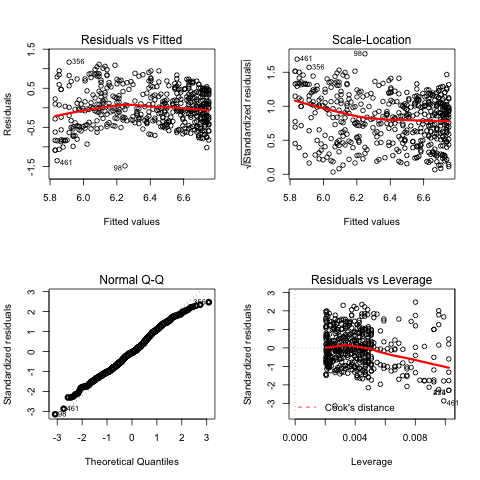 Residuals vs Fitted
Residuals
1.5
0.5
-0.5
-1.5
356
461
98
5.8 6.0 6.2 6.4 6.6
Fitted values
Scale-Location
√|Standardized residuals|
1.5
1.0
0.5
0.0
461
356
98
5.8 6.0 6.2 6.4 6.6
Fitted values
Normal Q-Q
Standardized residuals
3
2
1
0
-1
-2
-3
356
461
98
-3 -2 -1 0 1 2 3
Theoretical Quantiles
Residuals vs Leverage
Standardized residuals
3
2
1
0
-1
-2
-3
461
Cook's distance
0.000 0.004 0.008
Leverage